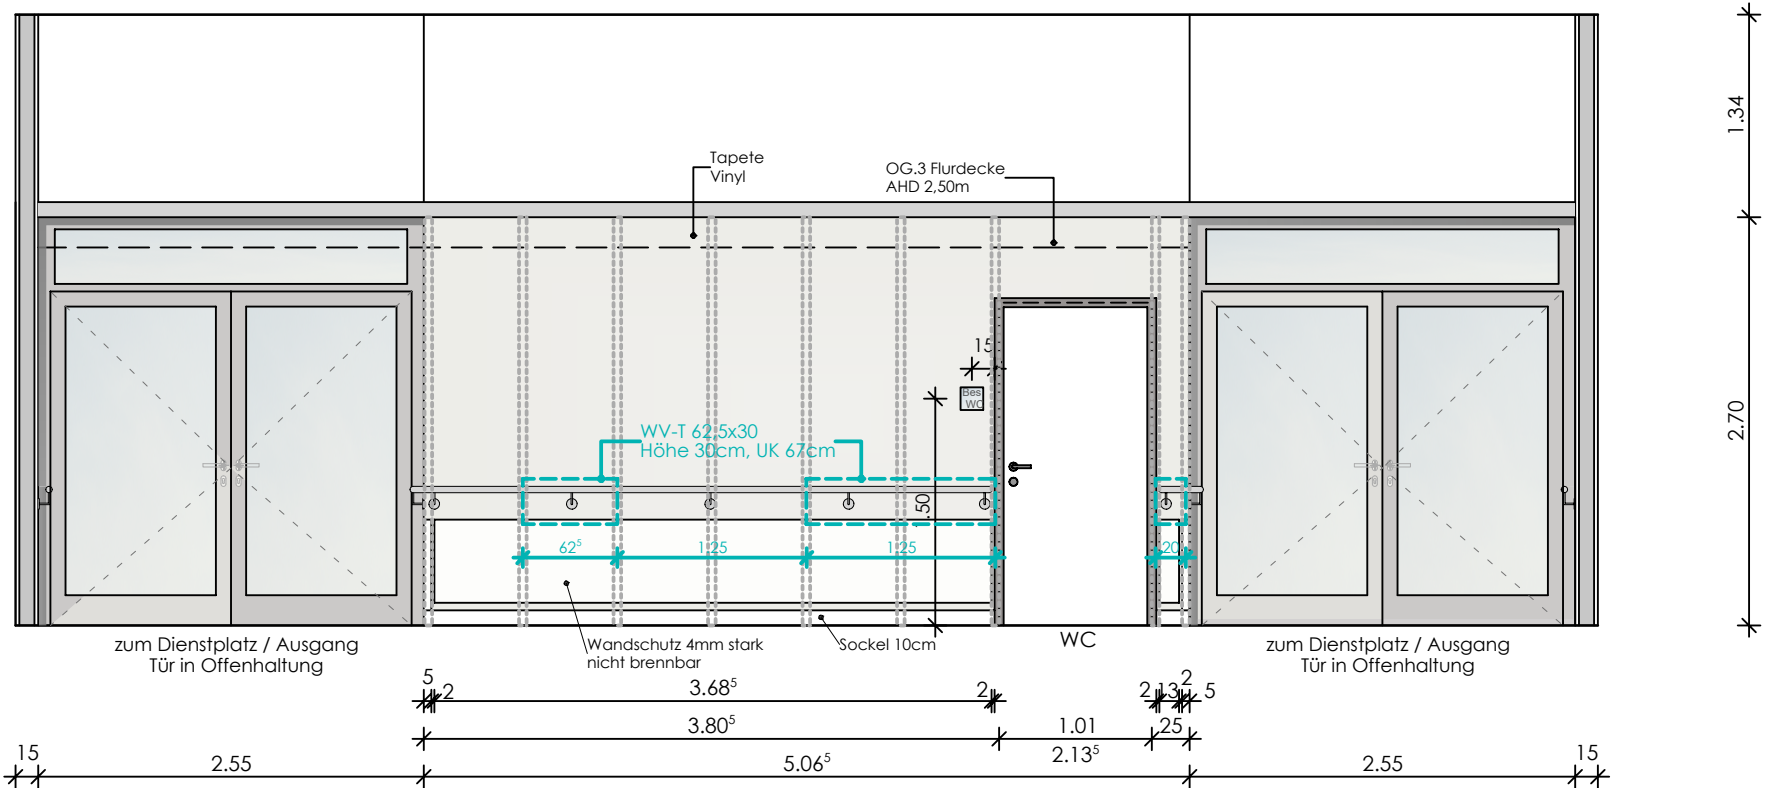 1.34
Tapete
Vinyl
OG.3 Flurdecke
AHD 2,50m
15
Bes
WC
2.70
WV-T 62,5x30
Höhe 30cm, UK 67cm
.50
62⁵
1.25
1.25
20
zum Dienstplatz / Ausgang
Tür in Offenhaltung
Wandschutz 4mm stark
nicht brennbar
Sockel 10cm
WC
zum Dienstplatz / Ausgang
Tür in Offenhaltung
5 2 3.68⁵ 2 2 13 2 5
3.80⁵ 1.01 25
2.13⁵
15 2.55 5.06⁵ 2.55 15